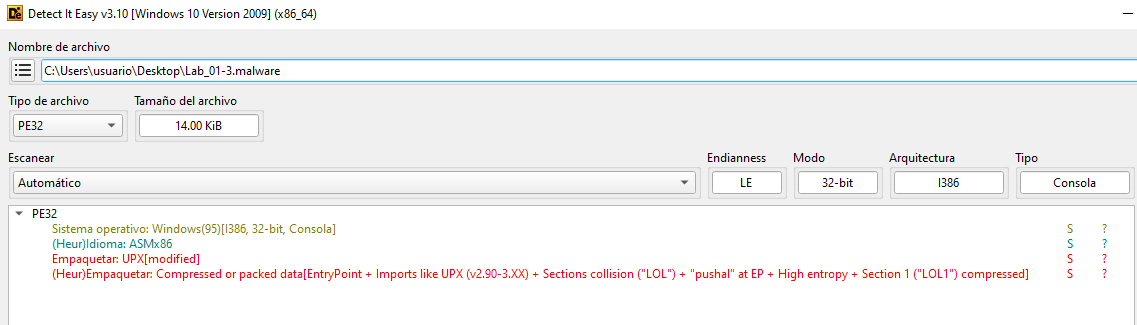 Detect It Easy v3.10 [Windows 10 Version 2009] (x86_64)
Nombre de archivo
C:\Users\usuario\Desktop\Lab_01-3.malware
Tipo de archivo Tamaño del archivo
PE32 14.00 KiB
Escanear Endianness Modo Arquitectura Tipo
Automático LE 32-bit I386 Consola
PE32
Sistema operativo: Windows(95)[I386, 32-bit, Consola] S ?
(Heur)Idioma: ASMx86 S ?
Empaquetar: UPX[modified] S ?
(Heur)Empaquetar: Compressed or packed data[EntryPoint + Imports like UPX (v2.90-3.XX) + Sections collision ("LOL") + "pushal" at EP + High entropy + Section 1 ("LOL1") compressed] S ?